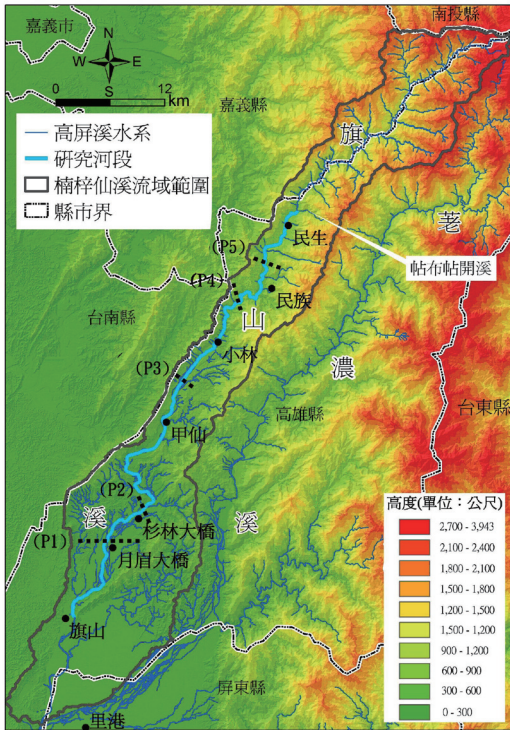 嘉義市
南投縣
N
W E
S
0 12
km
嘉義縣
高屏溪水系
研究河段
楠梓仙溪流域範圍
縣市界
旗
荖
民生
(P5)
帖布帖開溪
(P4)
民族
台南縣
山
小林
濃
(P3)
高雄縣
台東縣
甲仙
(P2)
溪
杉林大橋
溪
(P1)
月眉大橋
旗山
屏東縣
里港
高度(單位：公尺)
2,700 - 3,943
2,100 - 2,400
1,800 - 2,100
1,500 - 1,800
1,200 - 1,500
1,500 - 1,200
900 - 1,200
600 - 900
300 - 600
0 - 300